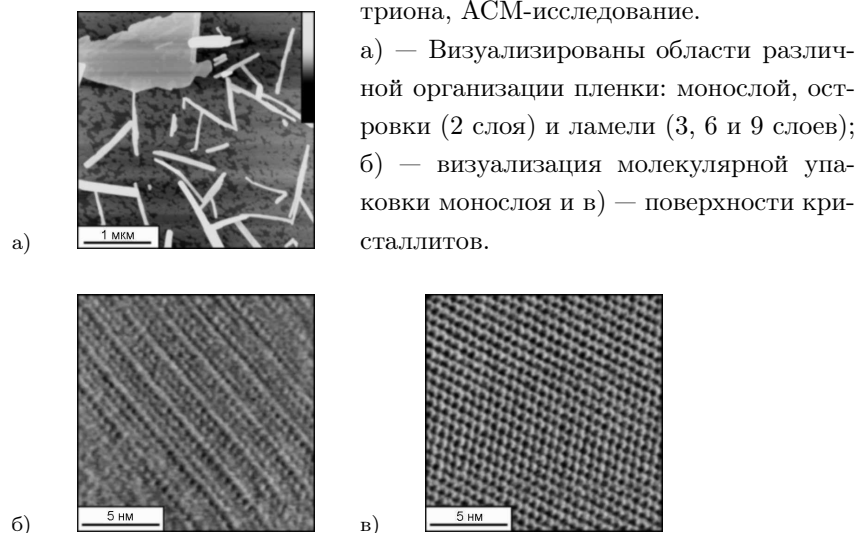 триона, АСМ-исследование.
а) — Визуализированы области различ-
ной организации пленки: монослой, ост-
ровки (2 слоя) и ламели (3, 6 и 9 слоев);
б) — визуализация молекулярной упа-
ковки монослоя и в) — поверхности кри-
сталлитов.
1 мкм
а)
5 нм
б)
5 нм
в)